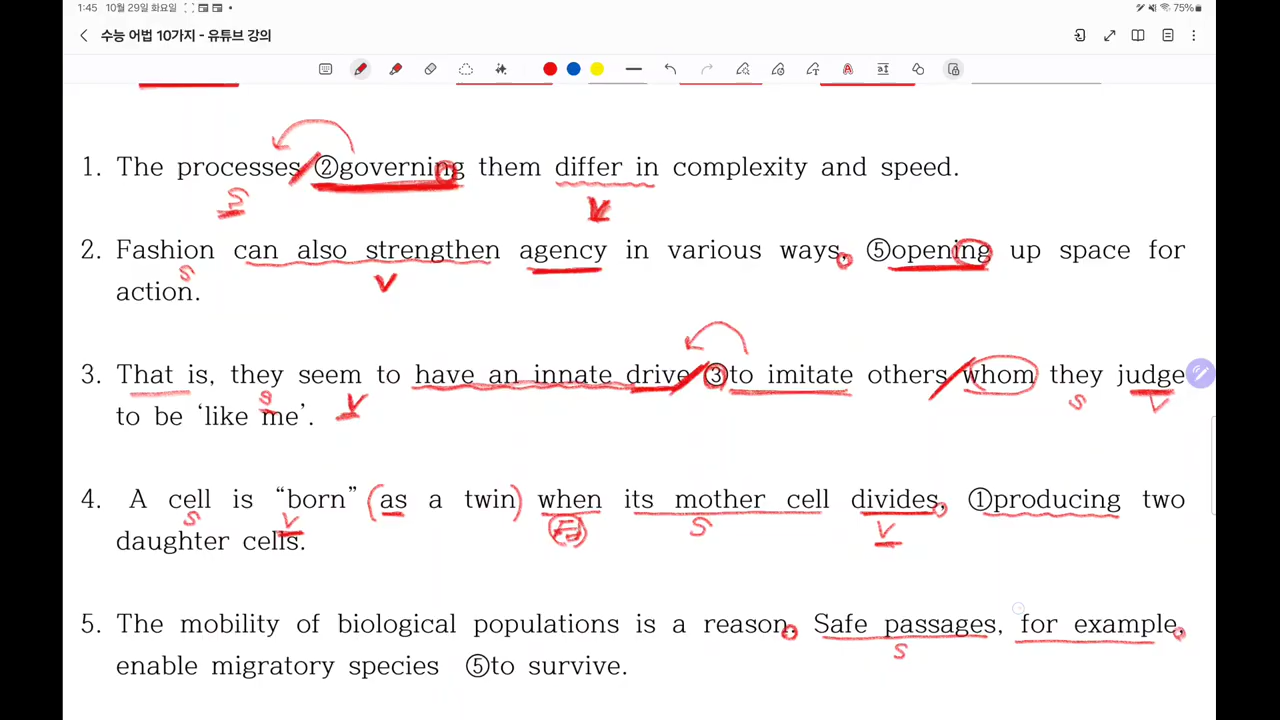 1:45 10월 29일 화요일 75%
수능 어법 10가지 - 유튜브 강의
1. The processes ②governing them differ in complexity and speed.
S V
2. Fashion can also strengthen agency in various ways, ⑤opening up space for
S V
action.
3. That is, they seem to have an innate drive ③to imitate others whom they judge
S V S V
to be ‘like me’.
4. A cell is “born” (as a twin) when its mother cell divides, ①producing two
S V S V
daughter cells.
5. The mobility of biological populations is a reason. Safe passages, for example,
S
enable migratory species ⑤to survive.